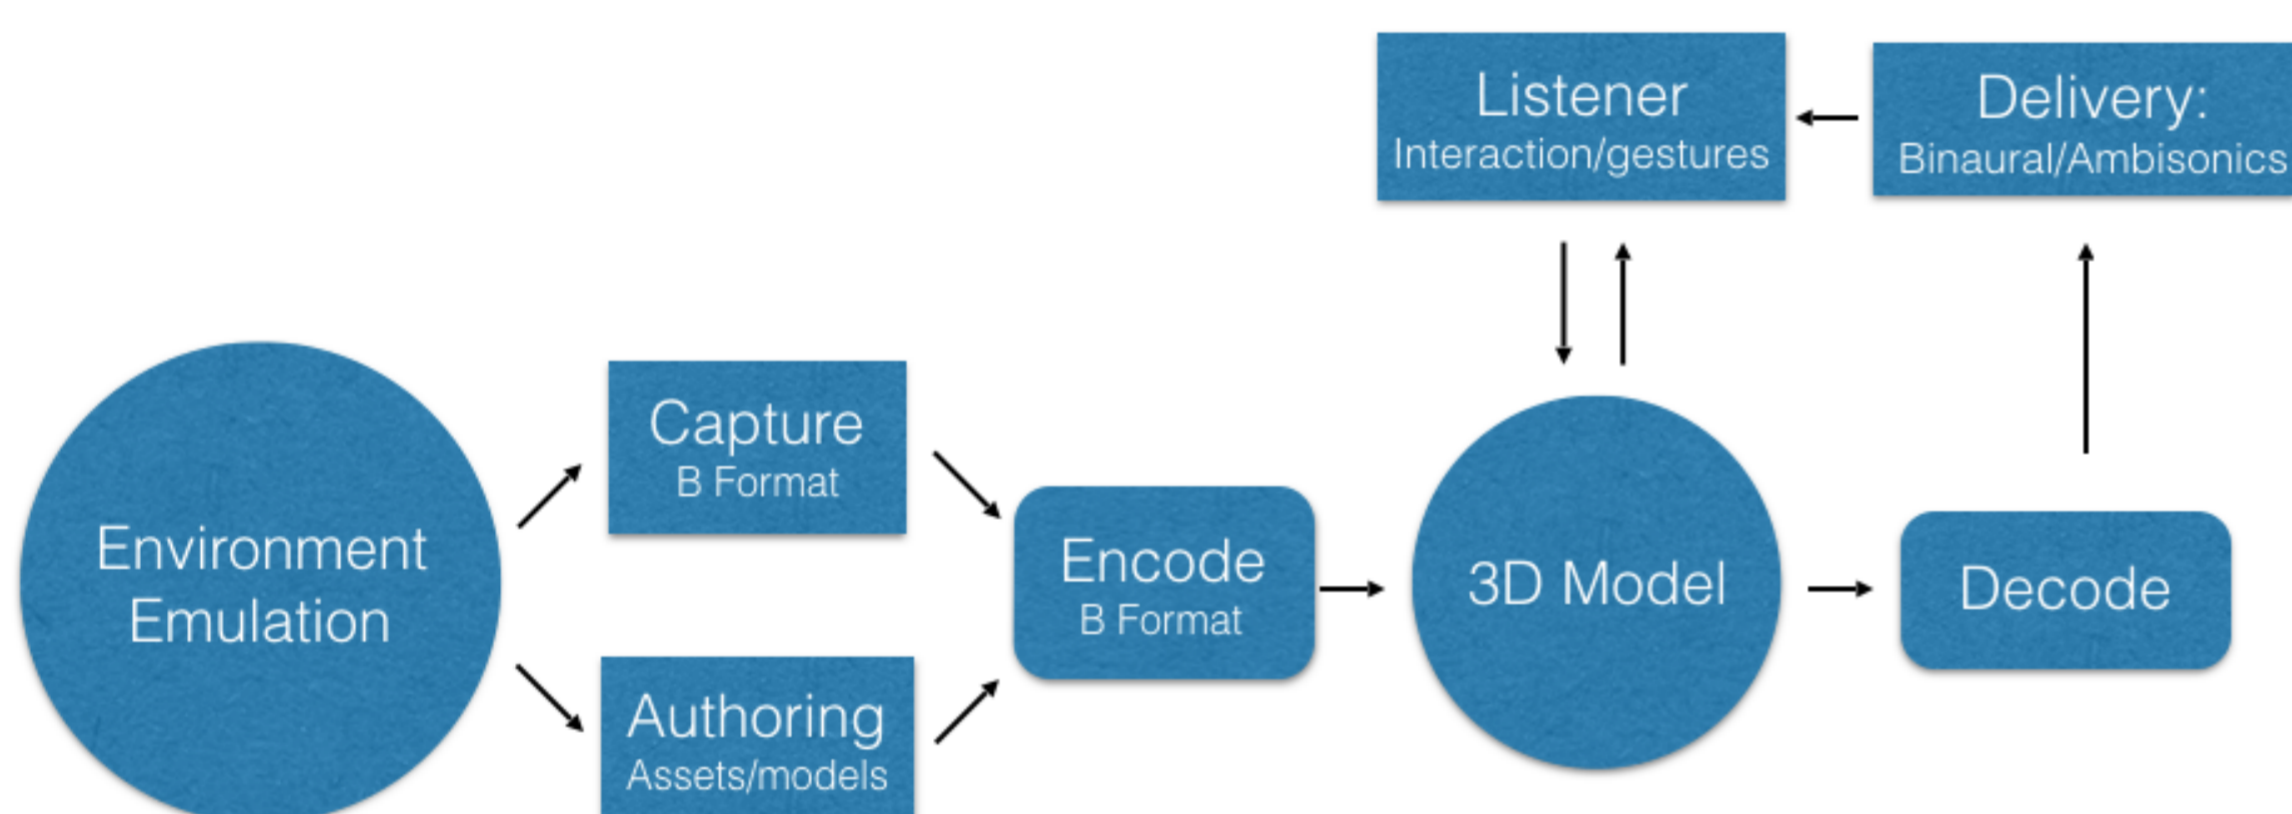 Listener
Interaction/gestures
Delivery:
Binaural/Ambisonics
Capture
B Format
Environment
Emulation
Encode
B Format
3D Model
Decode
Authoring
Assets/models